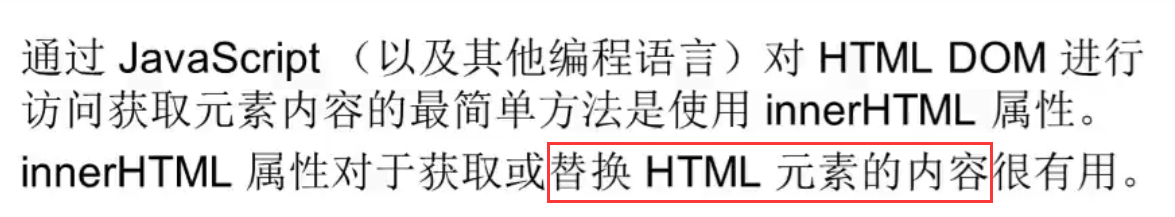 通过 JavaScript （以及其他编程语言）对 HTML DOM 进行
访问获取元素内容的最简单方法是使用 innerHTML 属性。
innerHTML 属性对于获取或替换 HTML 元素的内容很有用。